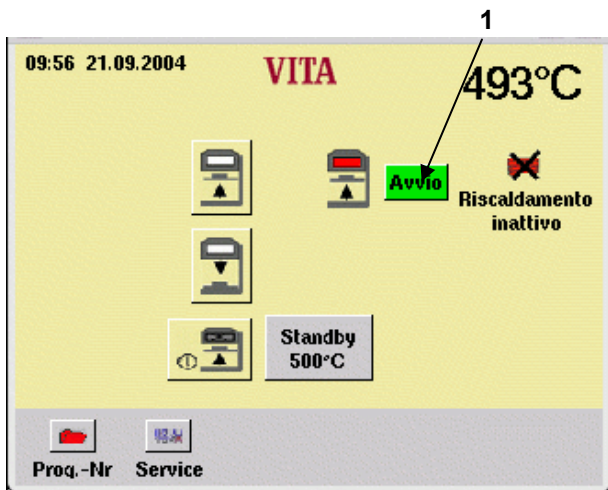 1
09:56 21.09.2004
VITA
493°C
Avvio
Riscaldamento
inattivo
Standby
500°C
Prog.-Nr
Service